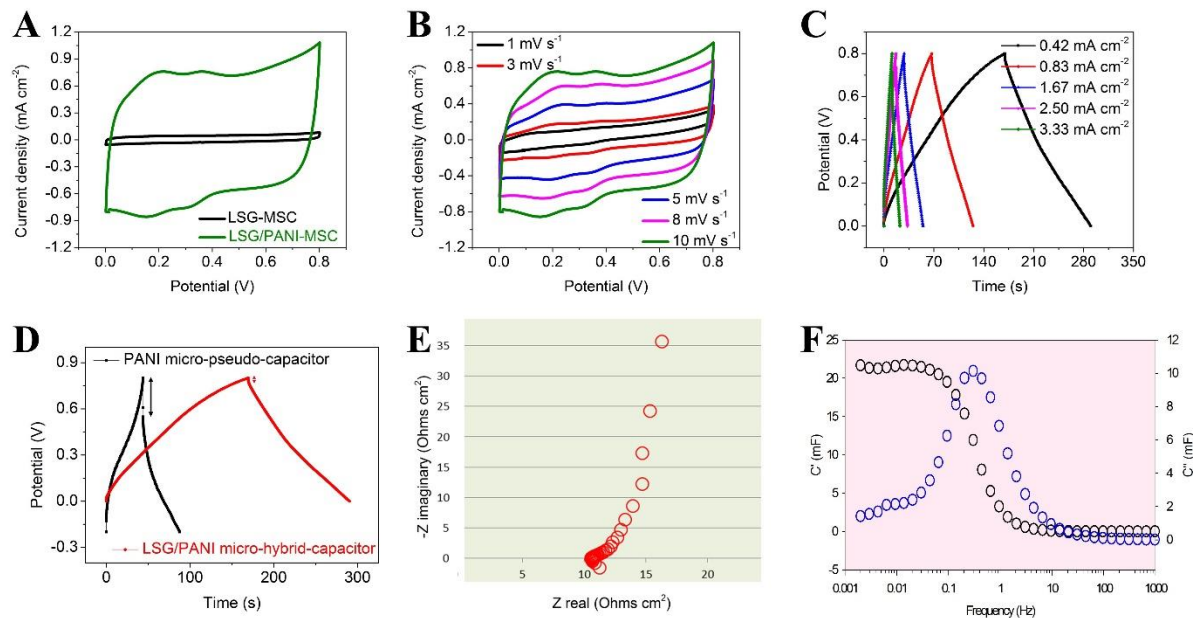 A
Current density (mA cm⁻²)
1.2
0.9
0.6
0.3
0.0
-0.3
-0.6
-0.9
-1.2
LSG-MSC
LSG/PANI-MSC
0.0 0.2 0.4 0.6 0.8
Potential (V)
B
Current density (mA cm⁻²)
1.2
0.8
0.4
0.0
-0.4
-0.8
-1.2
1 mV s⁻¹
3 mV s⁻¹
5 mV s⁻¹
8 mV s⁻¹
10 mV s⁻¹
0.0 0.2 0.4 0.6 0.8
Potential (V)
C
Potential (V)
0.8
0.6
0.4
0.2
0.0
0.42 mA cm⁻²
0.83 mA cm⁻²
1.67 mA cm⁻²
2.50 mA cm⁻²
3.33 mA cm⁻²
0 70 140 210 280 350
Time (s)
D
Potential (V)
0.9
0.6
0.3
0.0
-0.3
PANI micro-pseudo-capacitor
LSG/PANI micro-hybrid-capacitor
0 100 200 300
Time (s)
E
-Z imaginary (Ohms cm²)
35
30
25
20
15
10
5
0
5 10 15 20
Z real (Ohms cm²)
F
C' (mF)
25
20
15
10
5
0
-5
C" (mF)
12
10
8
6
4
2
0
0.001 0.01 0.1 1 10 100 1000
Frequency (Hz)